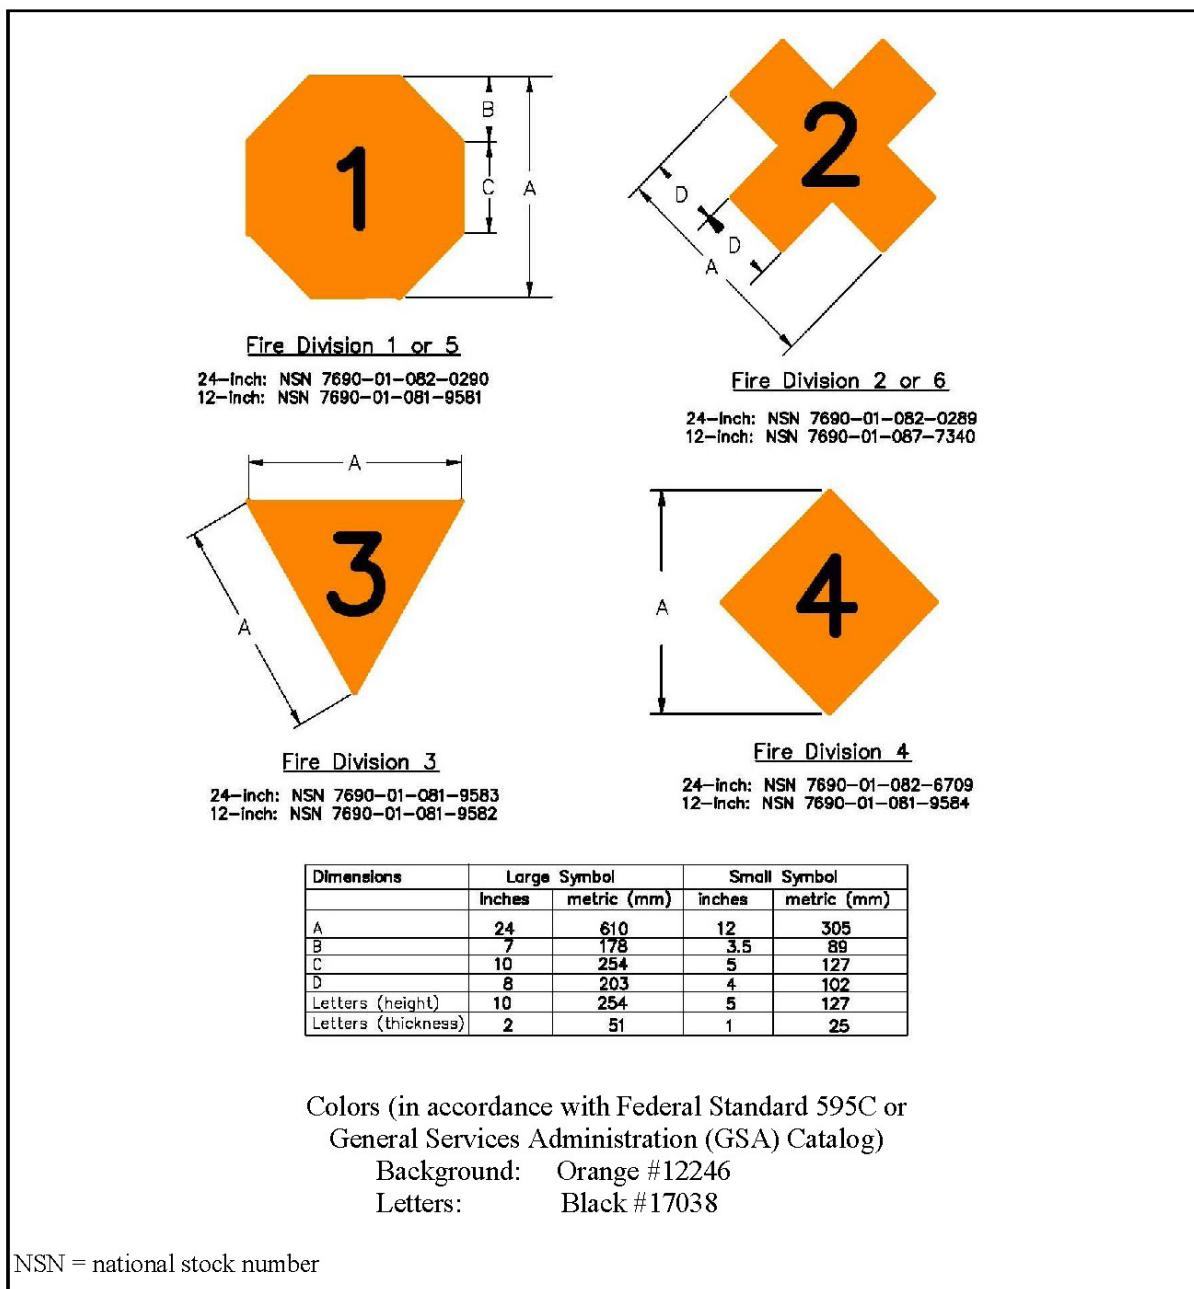 1
B
C
A
Fire Division 1 or 5
24-inch: NSN 7690-01-082-0290
12-inch: NSN 7690-01-081-9581
2
D
D
A
Fire Division 2 or 6
24-inch: NSN 7690-01-082-0289
12-inch: NSN 7690-01-087-7340
A
3
A
Fire Division 3
24-inch: NSN 7690-01-081-9583
12-inch: NSN 7690-01-081-9582
A
4
Fire Division 4
24-inch: NSN 7690-01-082-6709
12-inch: NSN 7690-01-081-9584
Dimensions Large Symbol Small Symbol
inches metric (mm) inches metric (mm)
A 24 610 12 305
B 7 178 3.5 89
C 10 254 5 127
D 8 203 4 102
Letters (height) 10 254 5 127
Letters (thickness) 2 51 1 25
Colors (in accordance with Federal Standard 595C or
General Services Administration (GSA) Catalog)
Background: Orange #12246
Letters: Black #17038
NSN = national stock number